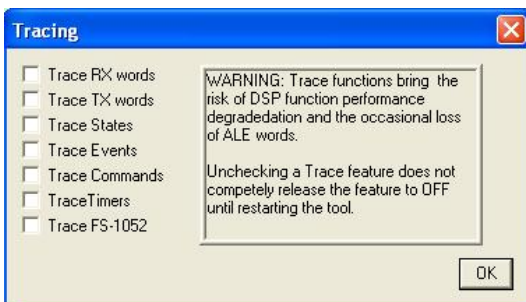 Tracing
Trace RX words
Trace TX words
Trace States
Trace Events
Trace Commands
TraceTimers
Trace FS-1052
WARNING: Trace functions bring the
risk of DSP function performance
degradedation and the occasional loss
of ALE words.
Unchecking a Trace feature does not
competely release the feature to OFF
until restarting the tool.
OK